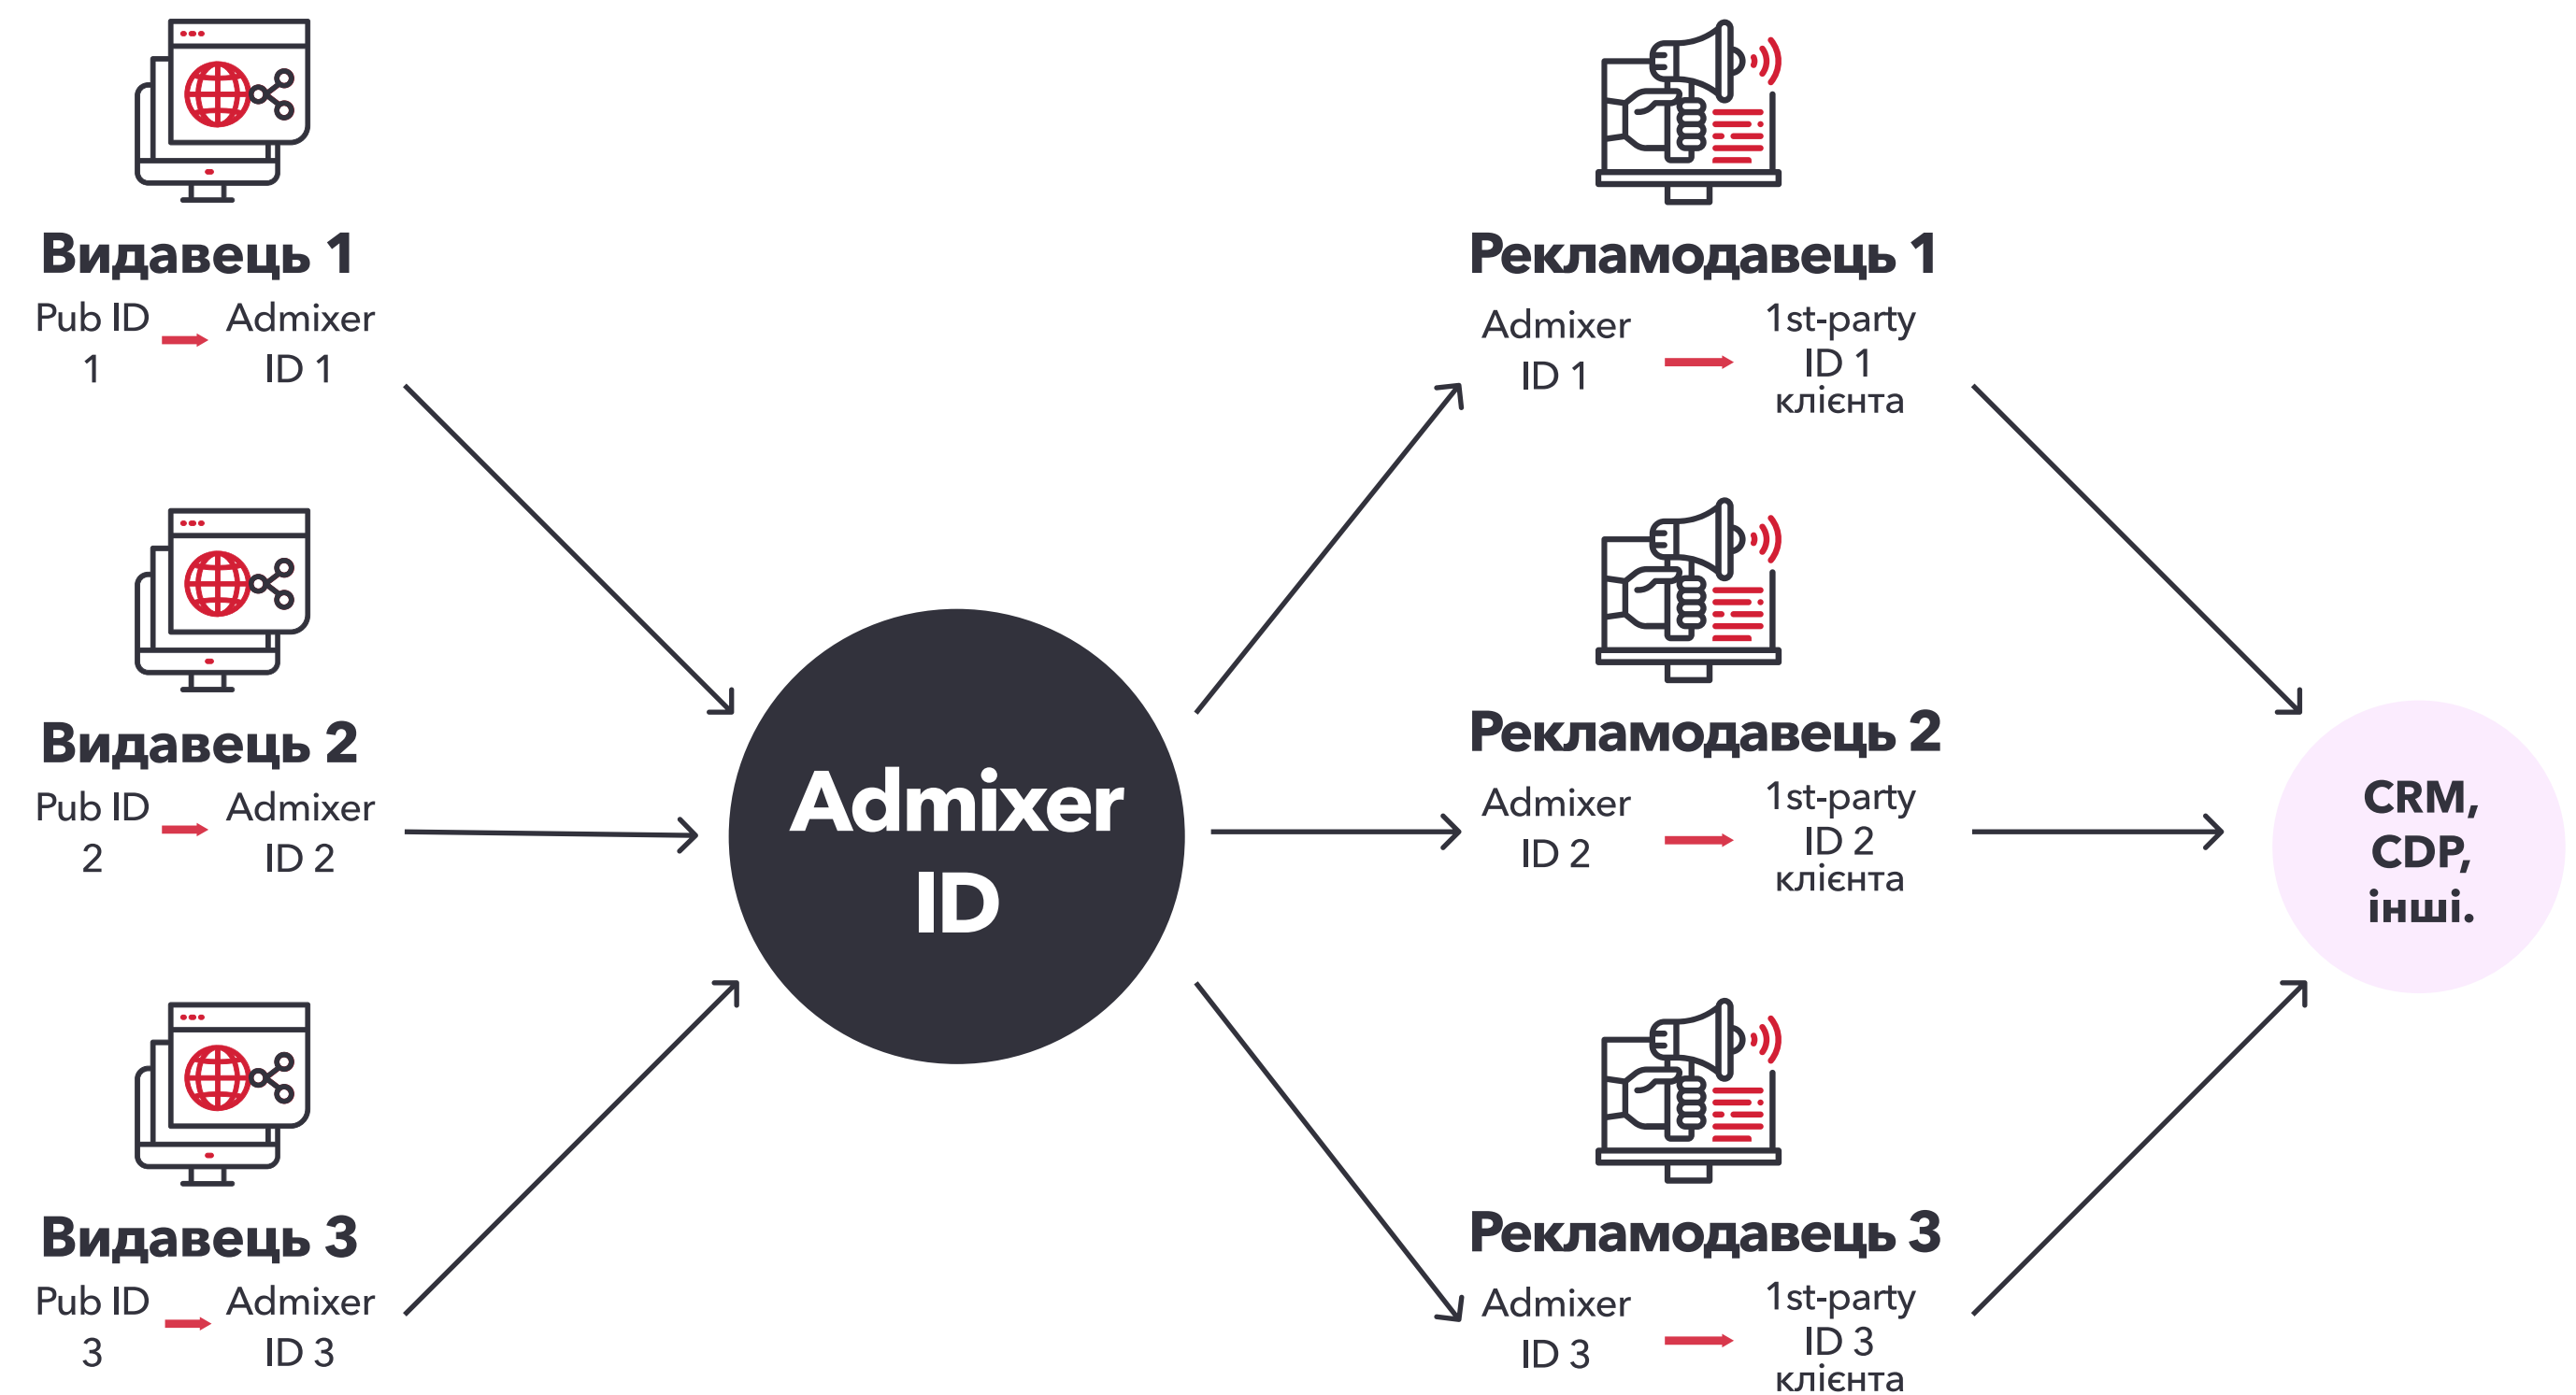 Видавець 1
Pub ID
1
Admixer
ID 1
Видавець 2
Pub ID
2
Admixer
ID 2
Видавець 3
Pub ID
3
Admixer
ID 3
Admixer
ID
Рекламодавець 1
Admixer
ID 1
1st-party
ID 1
клієнта
Рекламодавець 2
Admixer
ID 2
1st-party
ID 2
клієнта
Рекламодавець 3
Admixer
ID 3
1st-party
ID 3
клієнта
CRM,
CDP,
інші.